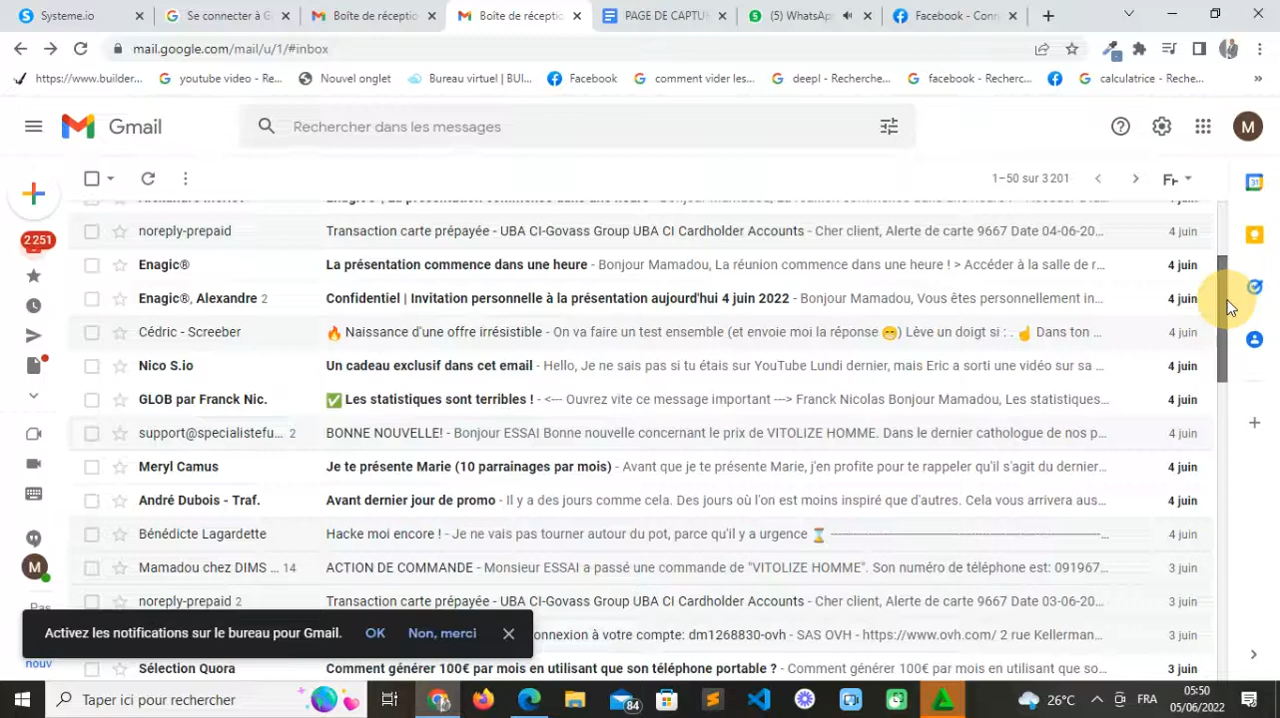 Systeme.io
Se connecter à G
Boîte de réceptio
Boîte de réceptio
PAGE DE CAPTU
(5) WhatsAp
Facebook - Conn
mail.google.com/mail/u/1/#inbox
https://www.builder...
youtube video - Re...
Nouvel onglet
Bureau virtuel | BUI...
Facebook
comment vider les...
deepl - Recherche...
facebook - Recherc...
calculatrice - Reche...
»
Gmail
Rechercher dans les messages
M
1–50 sur 3 201
Fr
2 251
noreply-prepaid Transaction carte prépayée - UBA CI-Govass Group UBA CI Cardholder Accounts - Cher client, Alerte de carte 9667 Date 04-06-20... 4 juin
Enagic® La présentation commence dans une heure - Bonjour Mamadou, La réunion commence dans une heure ! > Accéder à la salle de r... 4 juin
Enagic®, Alexandre 2 Confidentiel | Invitation personnelle à la présentation aujourd'hui 4 juin 2022 - Bonjour Mamadou, Vous êtes personnellement in... 4 juin
Cédric - Screeber 🔥 Naissance d'une offre irrésistible - On va faire un test ensemble (et envoie moi ta réponse 😁) Lève un doigt si : . ☝ Dans ton ... 4 juin
Nico S.io Un cadeau exclusif dans cet email - Hello, Je ne sais pas si tu étais sur YouTube Lundi dernier, mais Eric a sorti une vidéo sur sa ... 4 juin
GLOB par Franck Nic. ✅ Les statistiques sont terribles ! - <--- Ouvrez vite ce message important ---> Franck Nicolas Bonjour Mamadou, Les statistiques... 4 juin
support@specialistefu... 2 BONNE NOUVELLE! - Bonjour ESSAI Bonne nouvelle concernant le prix de VITOLIZE HOMME. Dans le dernier cathologue de nos p... 4 juin
Meryl Camus Je te présente Marie (10 parrainages par mois) - Avant que je te présente Marie, j'en profite pour te rappeler qu'il s'agit du dernier... 4 juin
André Dubois - Traf. Avant dernier jour de promo - Il y a des jours comme cela. Des jours où l'on est moins inspiré que d'autres. Cela vous arrivera aus... 4 juin
Bénédicte Lagardette Hacke moi encore ! - Je ne vais pas tourner autour du pot, parce qu'il y a urgence ⌛ ---------------------------------------------... 4 juin
Mamadou chez DIMS ... 14 ACTION DE COMMANDE - Monsieur ESSAI a passé une commande de "VITOLIZE HOMME". Son numéro de téléphone est: 091967... 3 juin
M
noreply-prepaid 2 Transaction carte prépayée - UBA CI-Govass Group UBA CI Cardholder Accounts - Cher client, Alerte de carte 9667 Date 03-06-20... 3 juin
Pas
Activez les notifications sur le bureau pour Gmail. OK Non, merci
onnexion à votre compte: dm1268830-ovh - SAS OVH - https://www.ovh.com/ 2 rue Kellerman... 3 juin
nouv
Sélection Quora Comment générer 100€ par mois en utilisant que son téléphone portable ? - Comment générer 100€ par mois en utilisant que so... 3 juin
Taper ici pour rechercher
84
26°C
FRA
05:50
05/06/2022